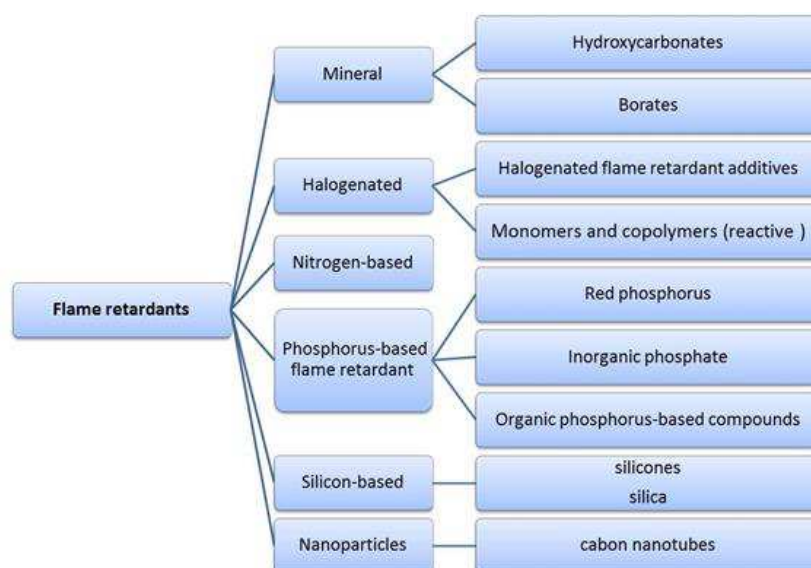 Flame retardants
Mineral
Hydroxycarbonates
Borates
Halogenated
Halogenated flame retardant additives
Monomers and copolymers (reactive )
Nitrogen-based
Phosphorus-based
flame retardant
Red phosphorus
Inorganic phosphate
Organic phosphorus-based compounds
Silicon-based
silicones
silica
Nanoparticles
cabon nanotubes